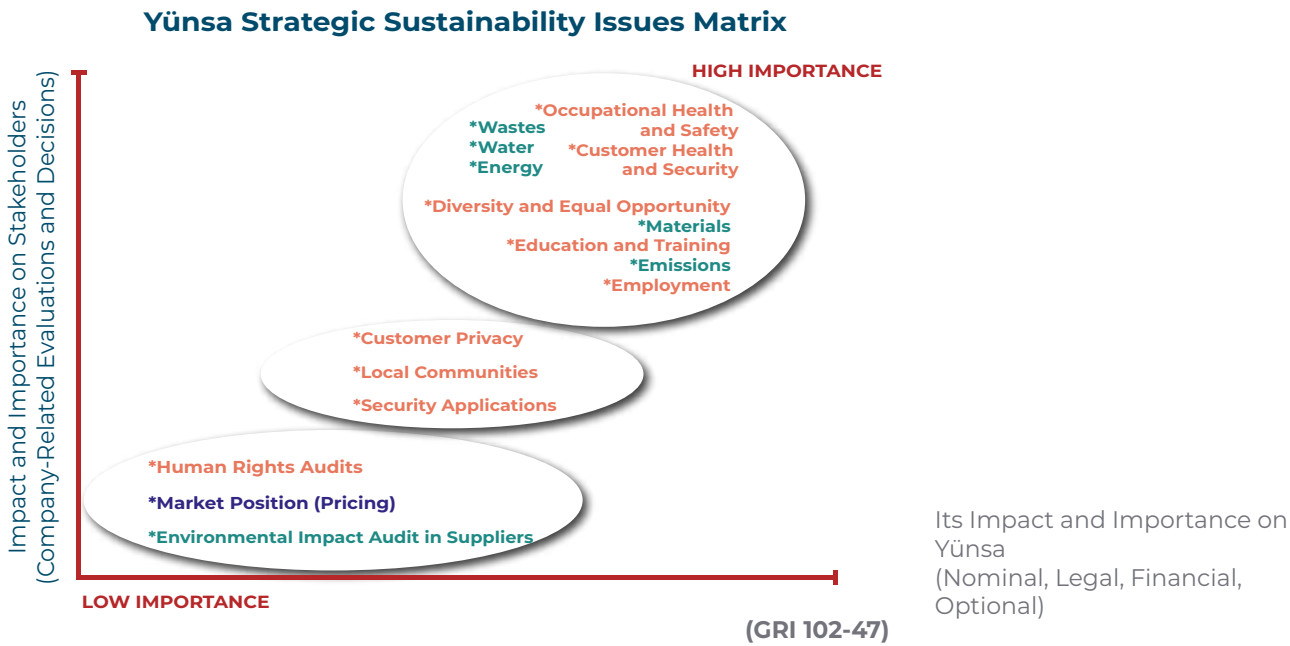 Yünsa Strategic Sustainability Issues Matrix
Impact and Importance on Stakeholders
(Company-Related Evaluations and Decisions)
HIGH IMPORTANCE
*Occupational Health
and Safety
*Customer Health
and Security
*Wastes
*Water
*Energy
*Diversity and Equal Opportunity
*Materials
*Education and Training
*Emissions
*Employment
*Customer Privacy
*Local Communities
*Security Applications
*Human Rights Audits
*Market Position (Pricing)
*Environmental Impact Audit in Suppliers
LOW IMPORTANCE
Its Impact and Importance on
Yünsa
(Nominal, Legal, Financial,
Optional)
(GRI 102-47)